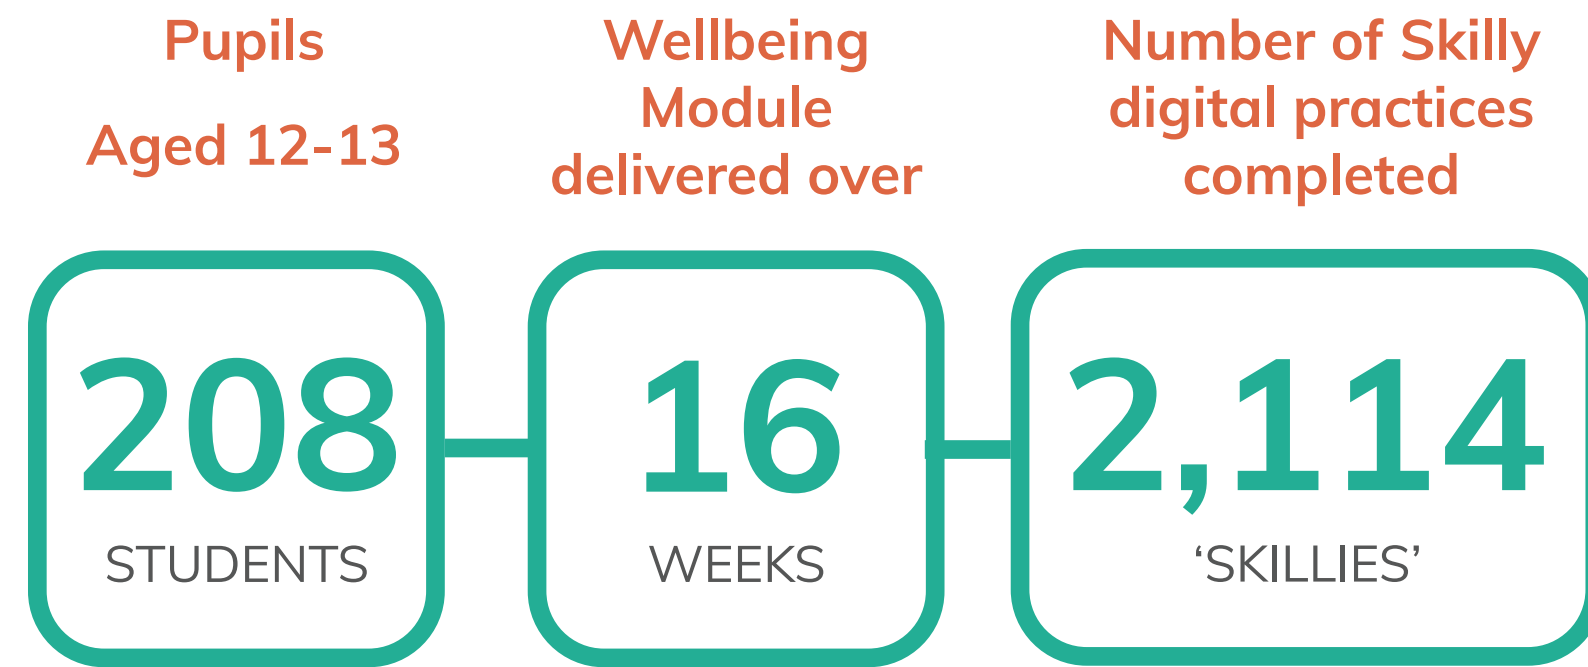 Pupils
Aged 12-13
208
STUDENTS
Wellbeing
Module
delivered over
16
WEEKS
Number of Skilly
digital practices
completed
2,114
‘SKILLIES’